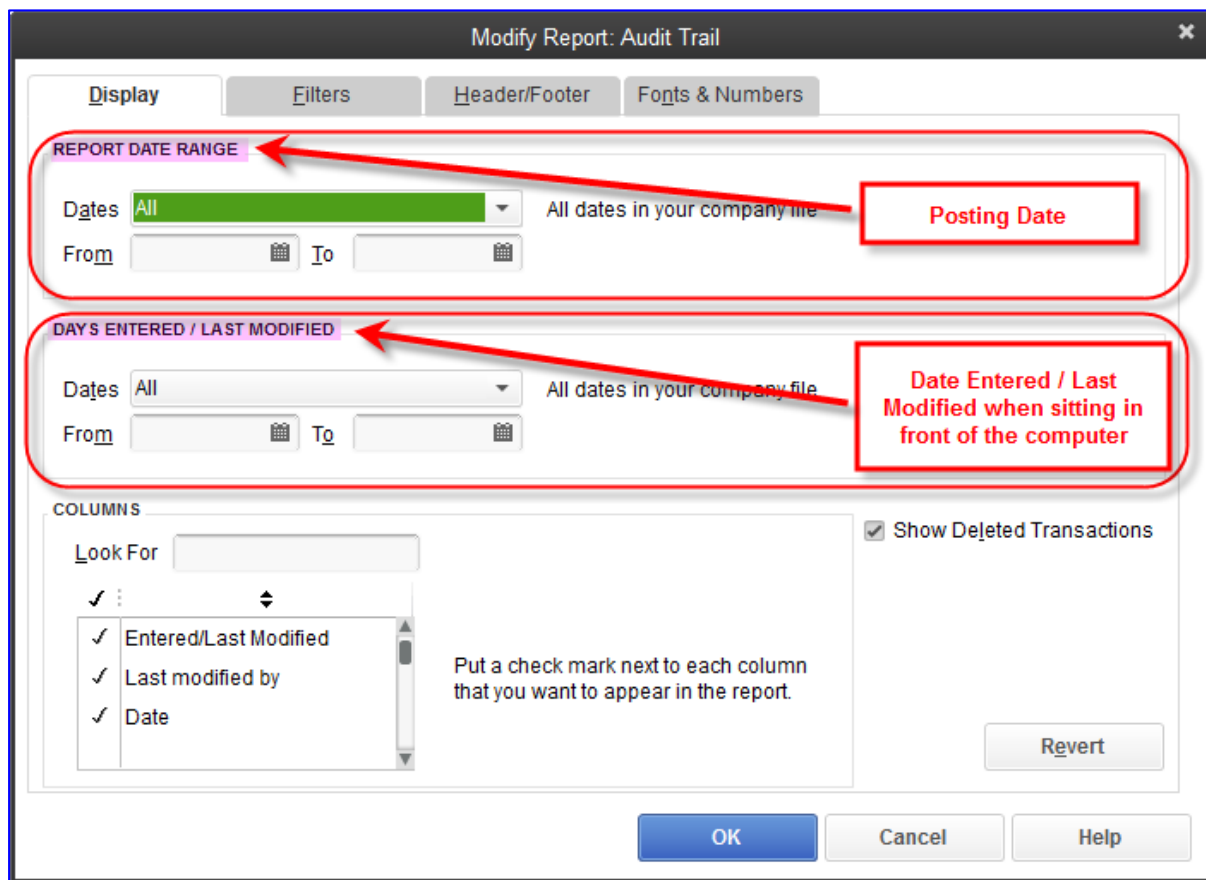 Modify Report: Audit Trail
Display
Filters
Header/Footer
Fonts & Numbers
REPORT DATE RANGE
Dates All All dates in your company file
From To
Posting Date
DAYS ENTERED / LAST MODIFIED
Dates All All dates in your company file
From To
Date Entered / Last
Modified when sitting in
front of the computer
COLUMNS
Look For
✓
✓ Entered/Last Modified
✓ Last modified by
✓ Date
Put a check mark next to each column
that you want to appear in the report.
Show Deleted Transactions
Revert
OK
Cancel
Help